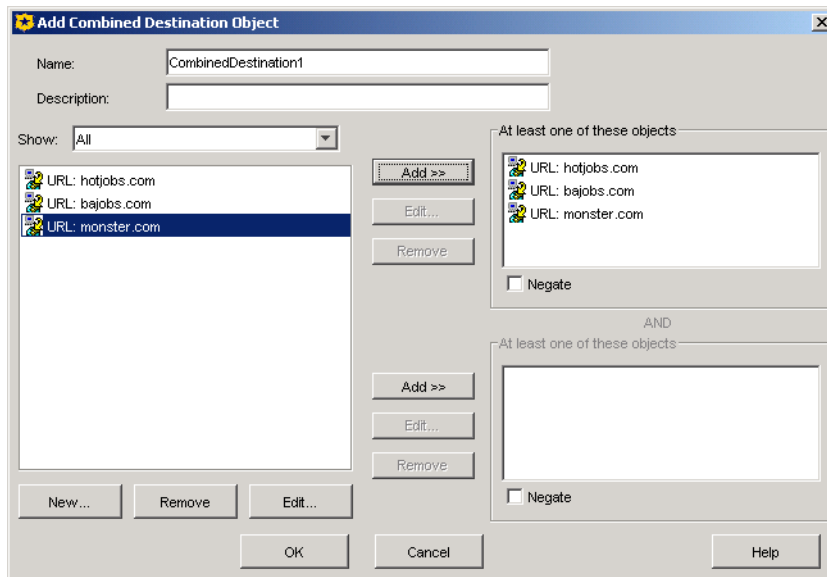 Add Combined Destination Object
Name: CombinedDestination1
Description:
Show: All
URL: hotjobs.com
URL: bajobs.com
URL: monster.com
New... Remove Edit...
Add >>
Edit...
Remove
Add >>
Edit...
Remove
At least one of these objects
URL: hotjobs.com
URL: bajobs.com
URL: monster.com
Negate
AND
At least one of these objects
Negate
OK Cancel Help